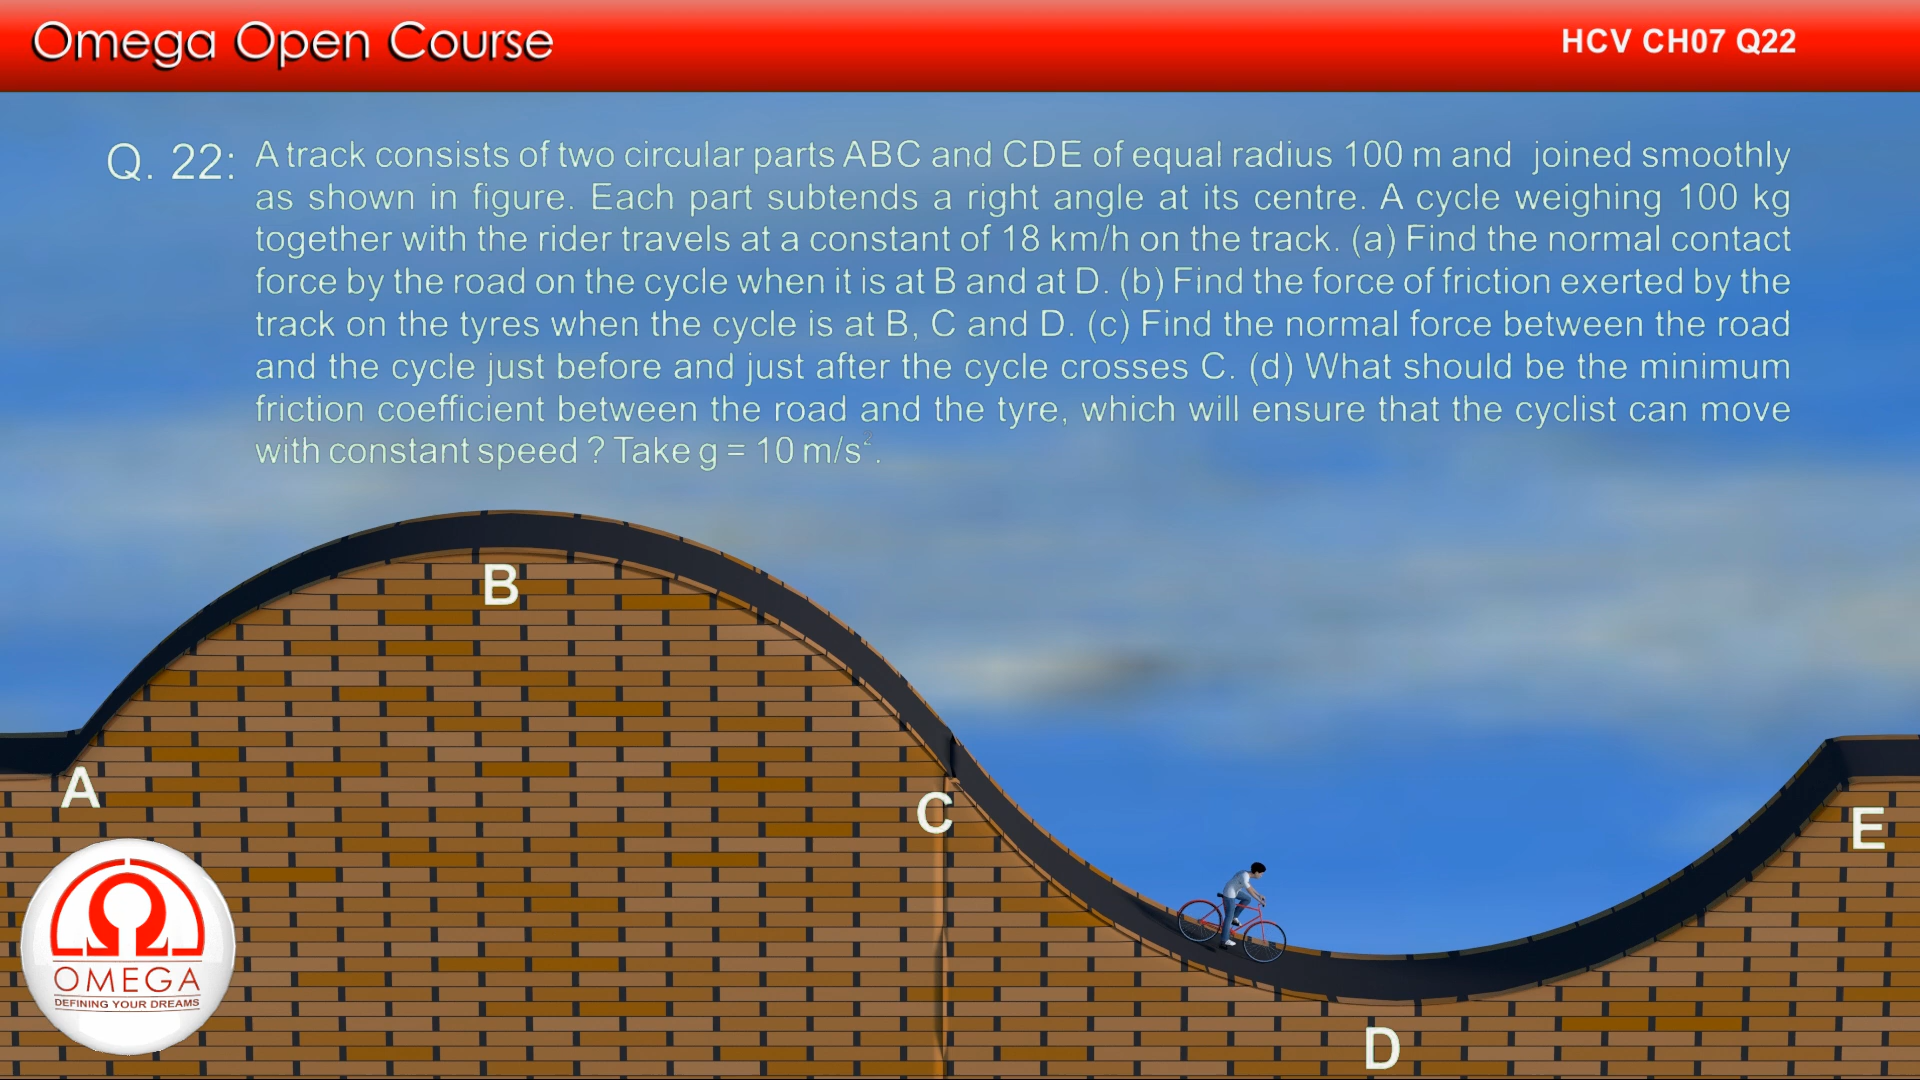 Omega Open Course
HCV CH07 Q22
Q. 22: A track consists of two circular parts ABC and CDE of equal radius 100 m and joined smoothly
as shown in figure. Each part subtends a right angle at its centre. A cycle weighing 100 kg
together with the rider travels at a constant of 18 km/h on the track. (a) Find the normal contact
force by the road on the cycle when it is at B and at D. (b) Find the force of friction exerted by the
track on the tyres when the cycle is at B, C and D. (c) Find the normal force between the road
and the cycle just before and just after the cycle crosses C. (d) What should be the minimum
friction coefficient between the road and the tyre, which will ensure that the cyclist can move
with constant speed ? Take g = 10 m/s².
B
A
C
E
D
Ω
OMEGA
DEFINING YOUR DREAMS